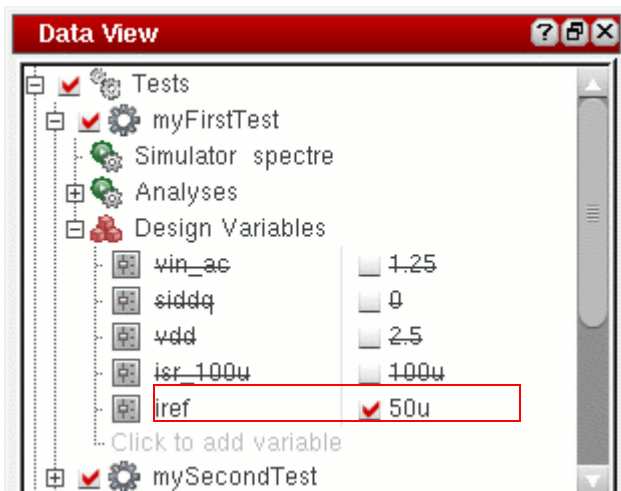 Data View
Tests
myFirstTest
Simulator spectre
Analyses
Design Variables
vin_ac 1.25
siddq 0
vdd 2.5
isr_100u 100u
iref 50u
Click to add variable
mySecondTest